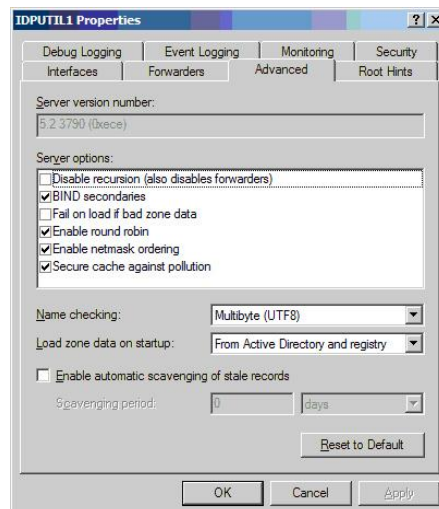 IDPUTIL1 Properties
Debug Logging
Event Logging
Monitoring
Security
Interfaces
Forwarders
Advanced
Root Hints
Server version number:
5.2 3790 (0xece)
Server options:
Disable recursion (also disables forwarders)
BIND secondaries
Fail on load if bad zone data
Enable round robin
Enable netmask ordering
Secure cache against pollution
Name checking:
Multibyte (UTF8)
Load zone data on startup:
From Active Directory and registry
Enable automatic scavenging of stale records
Scavenging period:
0
days
Reset to Default
OK
Cancel
Apply